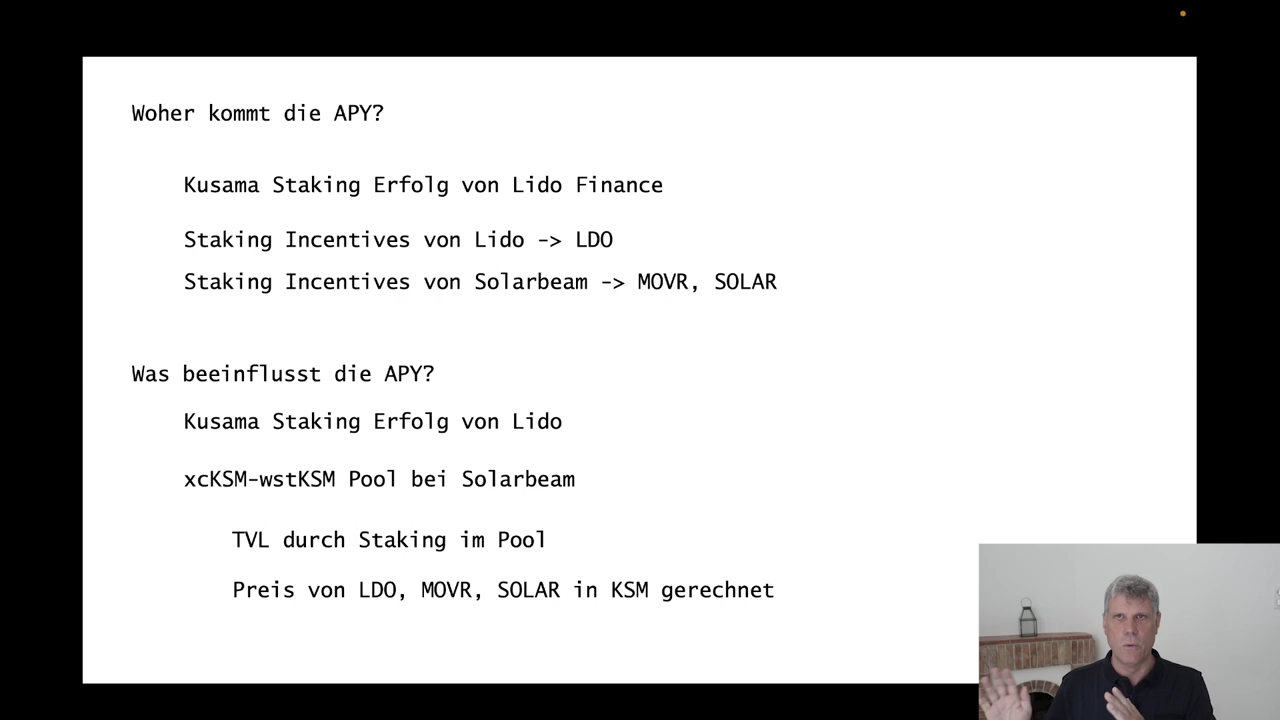 Woher kommt die APY?
Kusama Staking Erfolg von Lido Finance
Staking Incentives von Lido -> LDO
Staking Incentives von Solarbeam -> MOVR, SOLAR
Was beeinflusst die APY?
Kusama Staking Erfolg von Lido
xcKSM-wstKSM Pool bei Solarbeam
TVL durch Staking im Pool
Preis von LDO, MOVR, SOLAR in KSM gerechnet